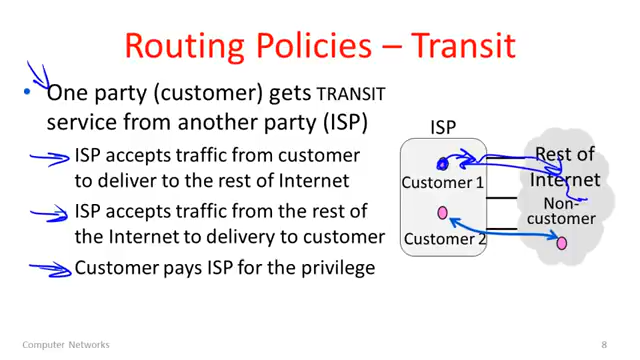 Routing Policies – Transit
• One party (customer) gets TRANSIT
service from another party (ISP)
ISP accepts traffic from customer
to deliver to the rest of Internet
ISP accepts traffic from the rest of
the Internet to delivery to customer
Customer pays ISP for the privilege
ISP
Customer 1
Customer 2
Rest of
Internet
Non-
customer
Computer Networks
8